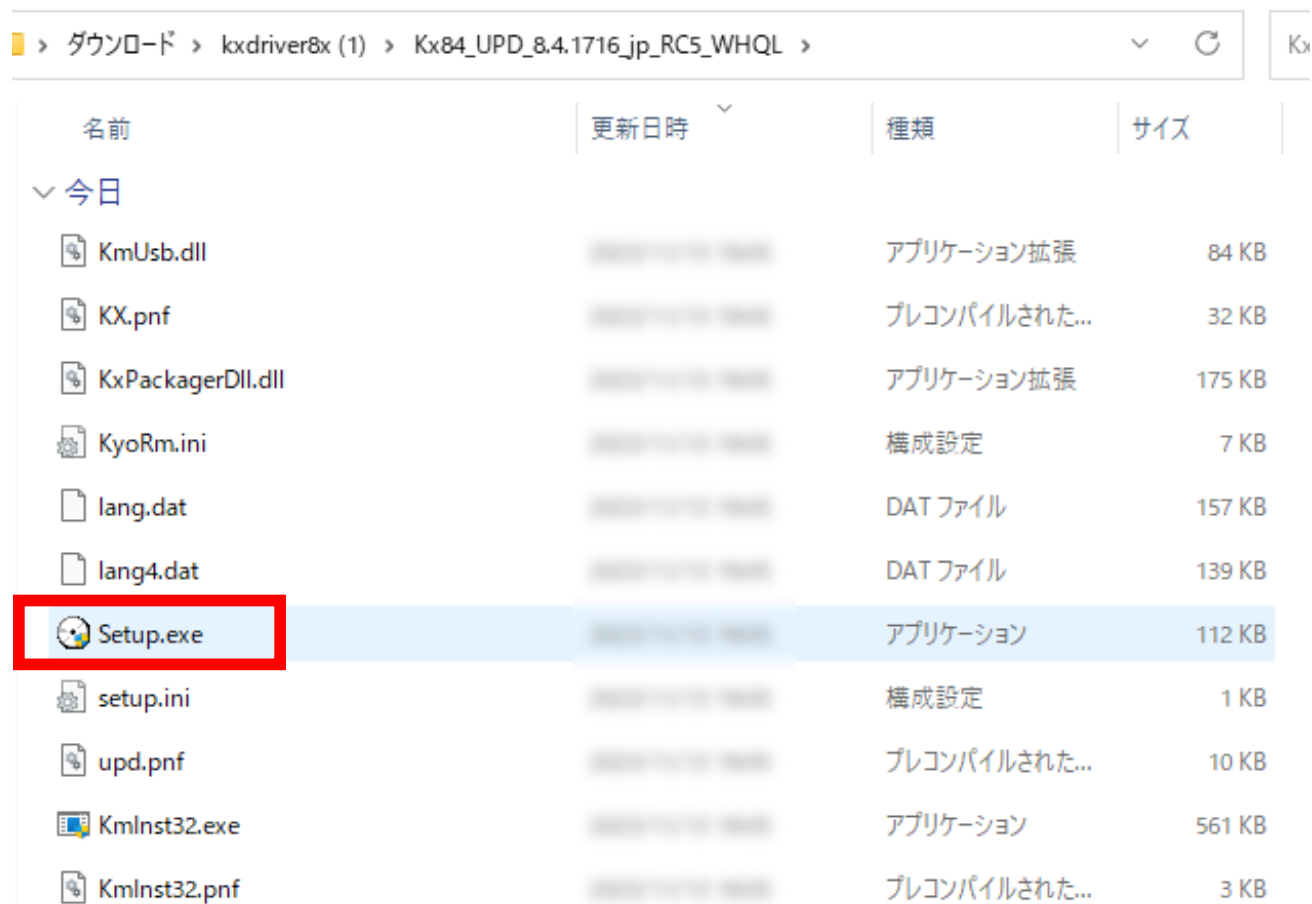 ダウンロード > kxdriver8x (1) > Kx84_UPD_8.4.1716_jp_RC5_WHQL > Kx
名前 更新日時 種類 サイズ
今日
KmUsb.dll アプリケーション拡張 84 KB
KX.pnf プレコンパイルされた... 32 KB
KxPackagerDll.dll アプリケーション拡張 175 KB
KyoRm.ini 構成設定 7 KB
lang.dat DAT ファイル 157 KB
lang4.dat DAT ファイル 139 KB
Setup.exe アプリケーション 112 KB
setup.ini 構成設定 1 KB
upd.pnf プレコンパイルされた... 10 KB
KmInst32.exe アプリケーション 561 KB
KmInst32.pnf プレコンパイルされた... 3 KB